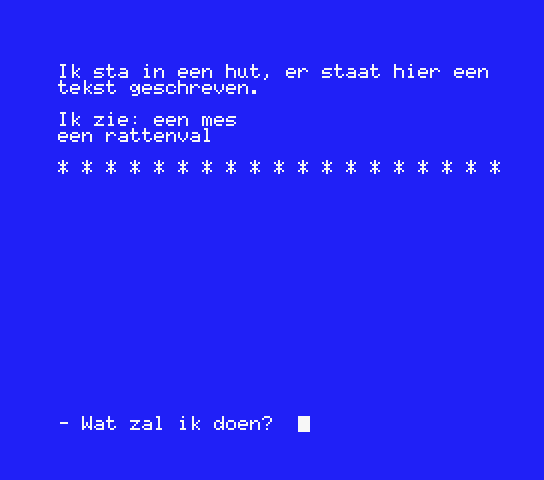 Ik sta in een hut, er staat hier een
tekst geschreven.
Ik zie: een mes
een rattenval
* * * * * * * * * * * * * * * * * * *
- Wat zal ik doen?